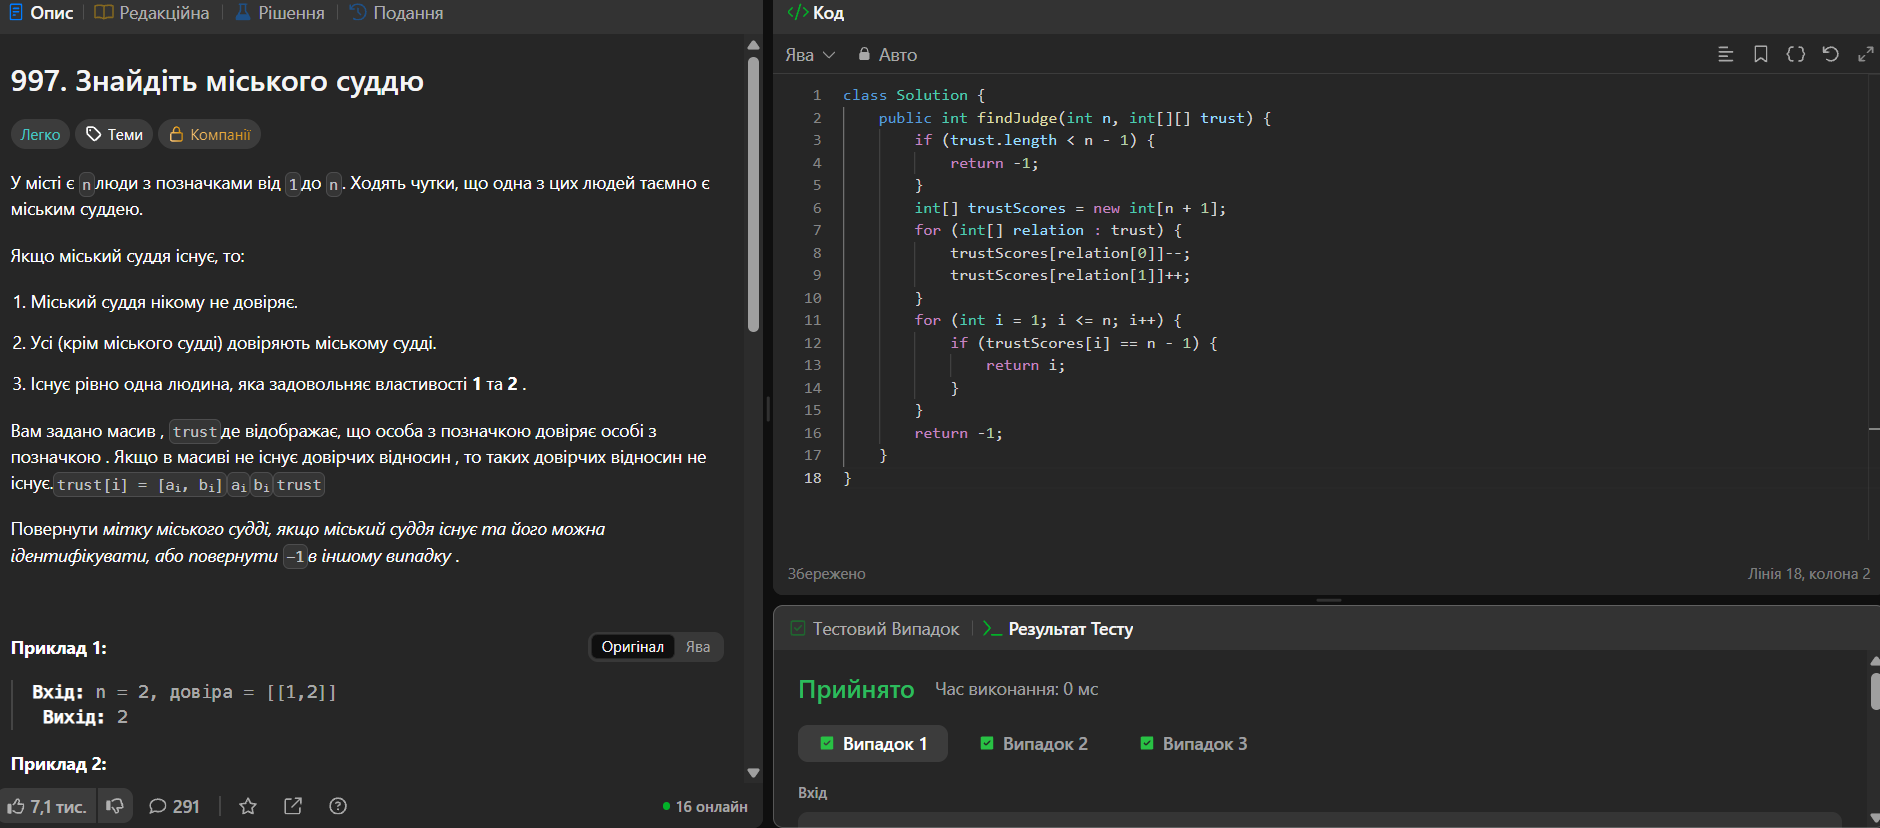 Опис
Редакційна
Рішення
Подання
997. Знайдіть міського суддю
Легко
Теми
Компанії
У місті є n люди з позначками від 1 до n. Ходять чутки, що одна з цих людей таємно є
міським суддею.
Якщо міський суддя існує, то:
1. Міський суддя нікому не довіряє.
2. Усі (крім міського судді) довіряють міському судді.
3. Існує рівно одна людина, яка задовольняє властивості 1 та 2 .
Вам задано масив , trust де відображає, що особа з позначкою довіряє особі з
позначкою . Якщо в масиві не існує довірчих відносин , то таких довірчих відносин не
існує. trust[i] = [aᵢ, bᵢ] aᵢ bᵢ trust
Повернути мітку міського судді, якщо міський суддя існує та його можна
ідентифікувати, або повернути -1 в іншому випадку .
Приклад 1:
Оригінал
Ява
Вхід: n = 2, довіра = [[1,2]]
Вихід: 2
Приклад 2:
7,1 тис.
291
16 онлайн
</> Код
Ява
Авто
1 class Solution {
2 public int findJudge(int n, int[][] trust) {
3 if (trust.length < n - 1) {
4 return -1;
5 }
6 int[] trustScores = new int[n + 1];
7 for (int[] relation : trust) {
8 trustScores[relation[0]]--;
9 trustScores[relation[1]]++;
10 }
11 for (int i = 1; i <= n; i++) {
12 if (trustScores[i] == n - 1) {
13 return i;
14 }
15 }
16 return -1;
17 }
18 }
Збережено
Лінія 18, колона 2
Тестовий Випадок
Результат Тесту
Прийнято
Час виконання: 0 мс
Випадок 1
Випадок 2
Випадок 3
Вхід